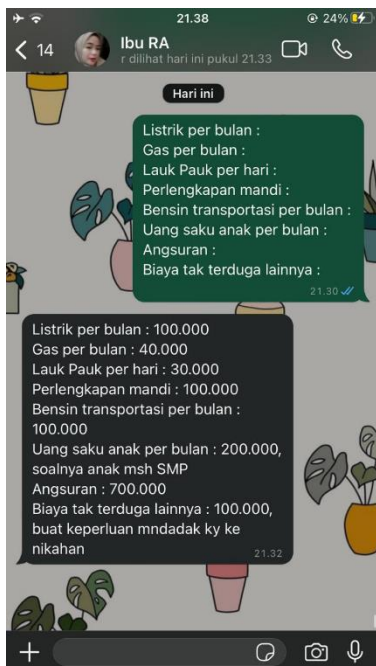 21.38
24%
14
Ibu RA
r dilihat hari ini pukul 21.33
Hari ini
Listrik per bulan :
Gas per bulan :
Lauk Pauk per hari :
Perlengkapan mandi :
Bensin transportasi per bulan :
Uang saku anak per bulan :
Angsuran :
Biaya tak terduga lainnya :
21.30
Listrik per bulan : 100.000
Gas per bulan : 40.000
Lauk Pauk per hari : 30.000
Perlengkapan mandi : 100.000
Bensin transportasi per bulan :
100.000
Uang saku anak per bulan : 200.000,
soalnya anak msh SMP
Angsuran : 700.000
Biaya tak terduga lainnya : 100.000,
buat keperluan mndadak ky ke
nikahan
21.32